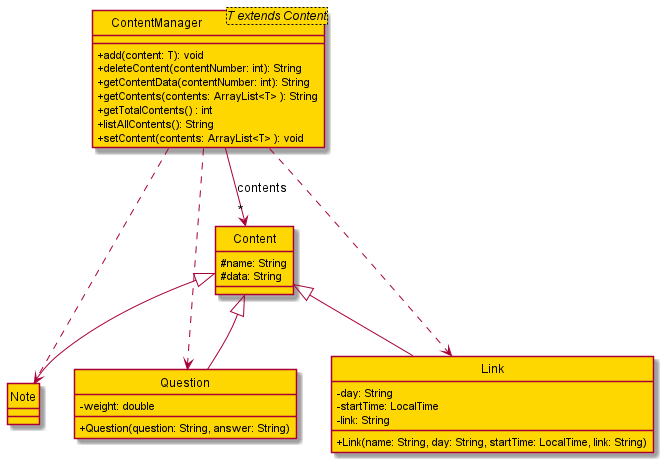 ContentManager
T extends Content
+add(content: T): void
+deleteContent(contentNumber: int): String
+getContentData(contentNumber: int): String
+getContents(contents: ArrayList<T> ): String
+getTotalContents() : int
+listAllContents(): String
+setContent(contents: ArrayList<T> ): void
contents
*
Content
#name: String
#data: String
Note
Question
-weight: double
+Question(question: String, answer: String)
Link
-day: String
-startTime: LocalTime
-link: String
+Link(name: String, day: String, startTime: LocalTime, link: String)